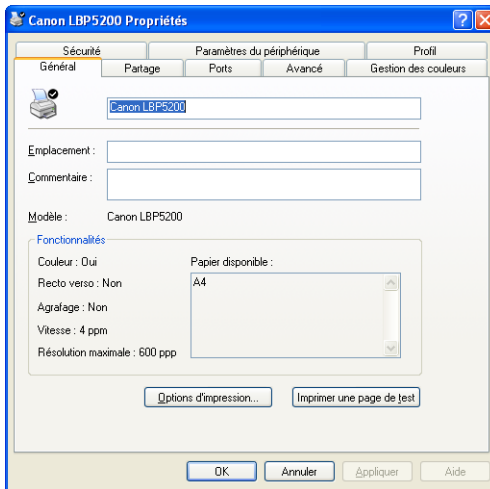 Canon LBP5200 Propriétés
Sécurité Paramètres du périphérique Profil
Général Partage Ports Avancé Gestion des couleurs
Canon LBP5200
Emplacement :
Commentaire :
Modèle : Canon LBP5200
Fonctionnalités
Couleur : Oui Papier disponible :
Recto verso : Non A4
Agrafage : Non
Vitesse : 4 ppm
Résolution maximale : 600 ppp
Options d'impression... Imprimer une page de test
OK Annuler Appliquer Aide